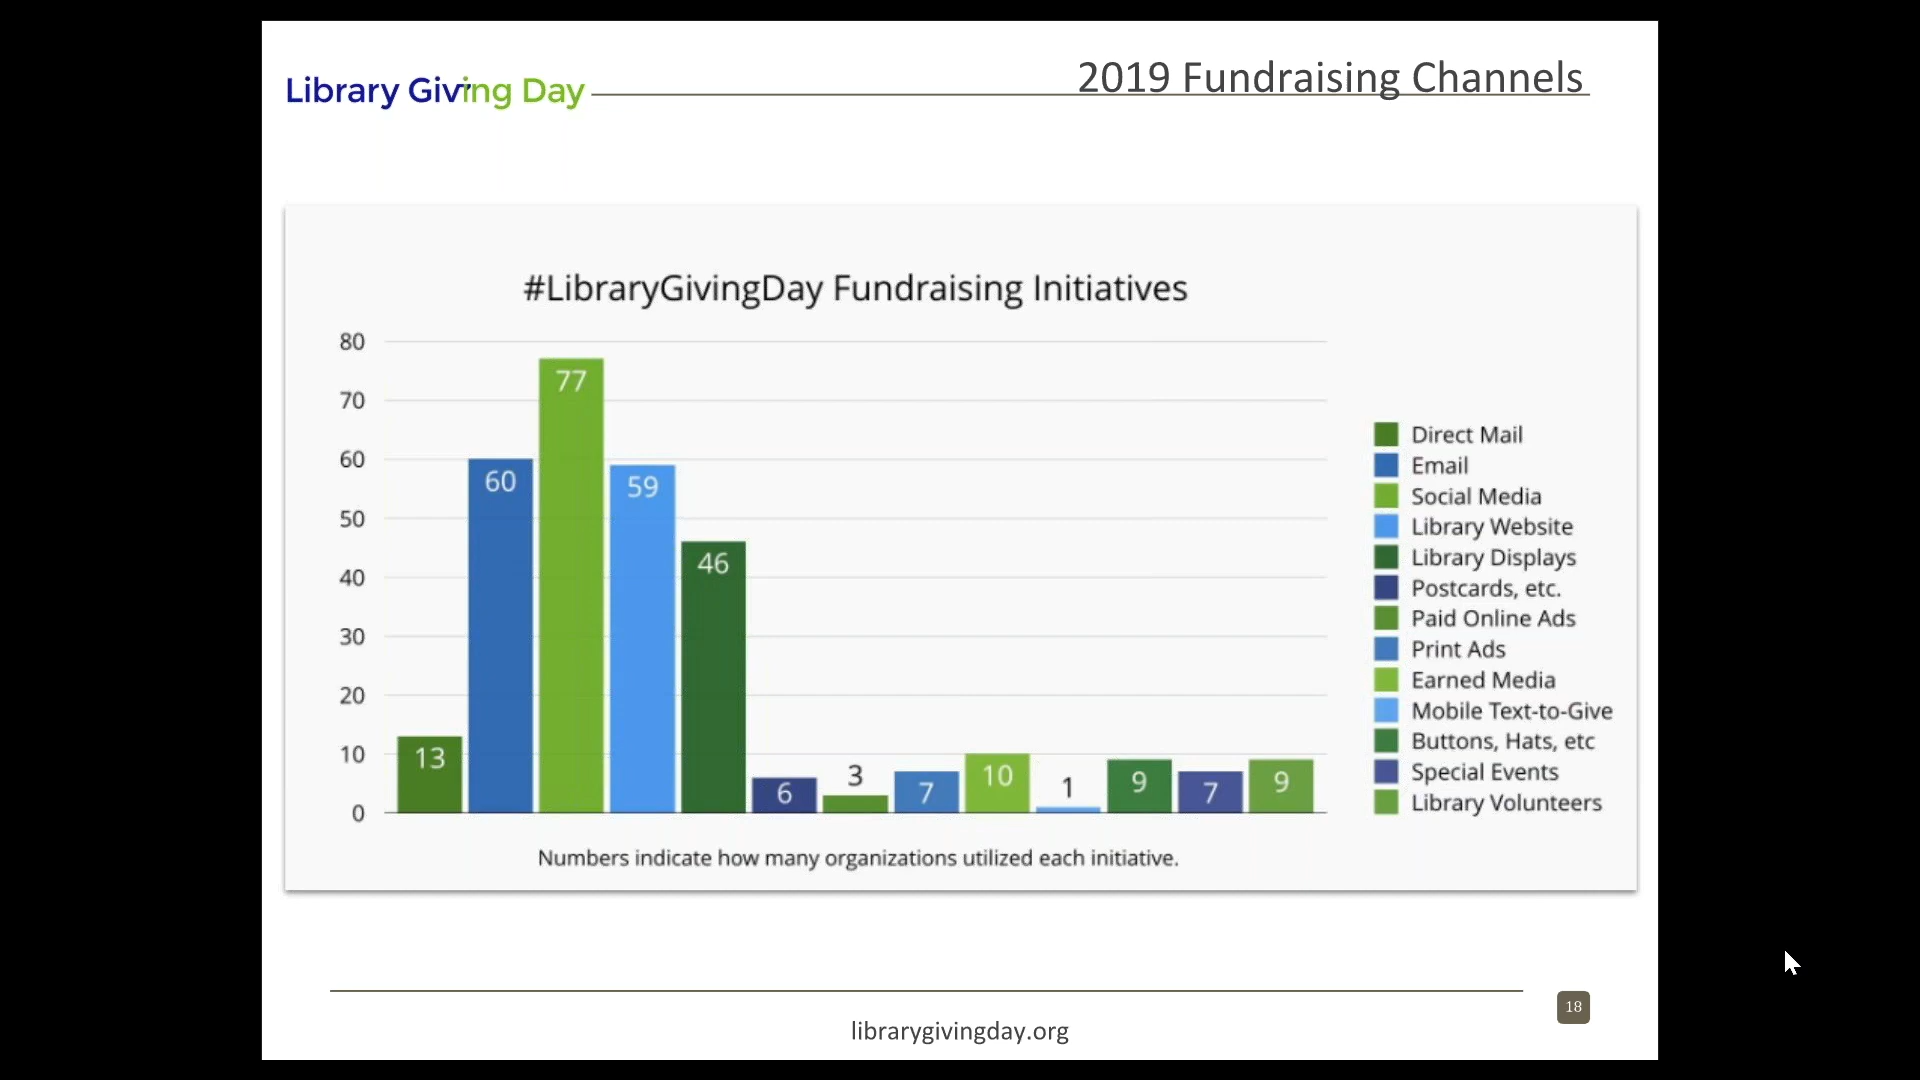 Library Giving Day
2019 Fundraising Channels
#LibraryGivingDay Fundraising Initiatives
80
70
60
50
40
30
20
10
0
13
60
77
59
46
6
3
7
10
1
9
7
9
Direct Mail
Email
Social Media
Library Website
Library Displays
Postcards, etc.
Paid Online Ads
Print Ads
Earned Media
Mobile Text-to-Give
Buttons, Hats, etc
Special Events
Library Volunteers
Numbers indicate how many organizations utilized each initiative.
18
librarygivingday.org